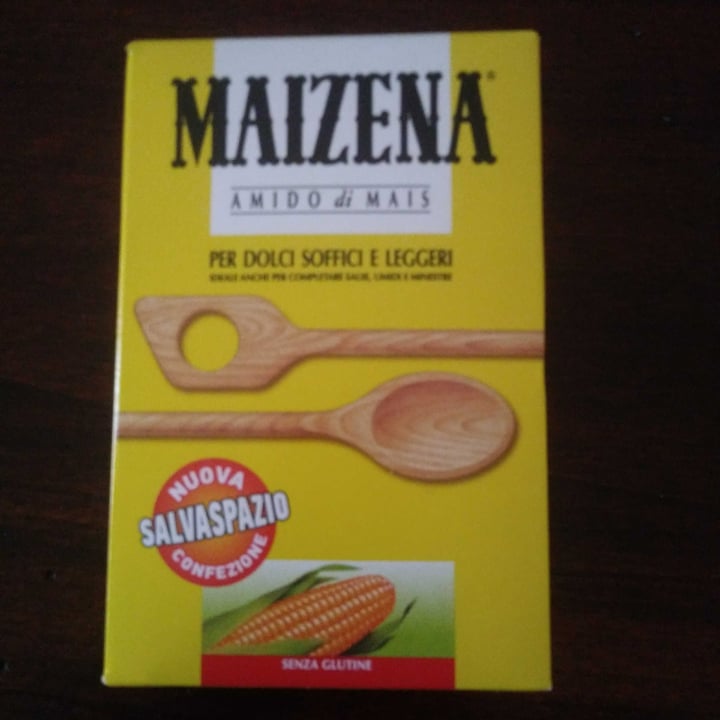 MAIZENA®
AMIDO di MAIS
PER DOLCI SOFFICI E LEGGERI
IDEALE ANCHE PER COMPLETARE SALSE, UMIDI E MINESTRE
NUOVA
SALVASPAZIO
CONFEZIONE
SENZA GLUTINE